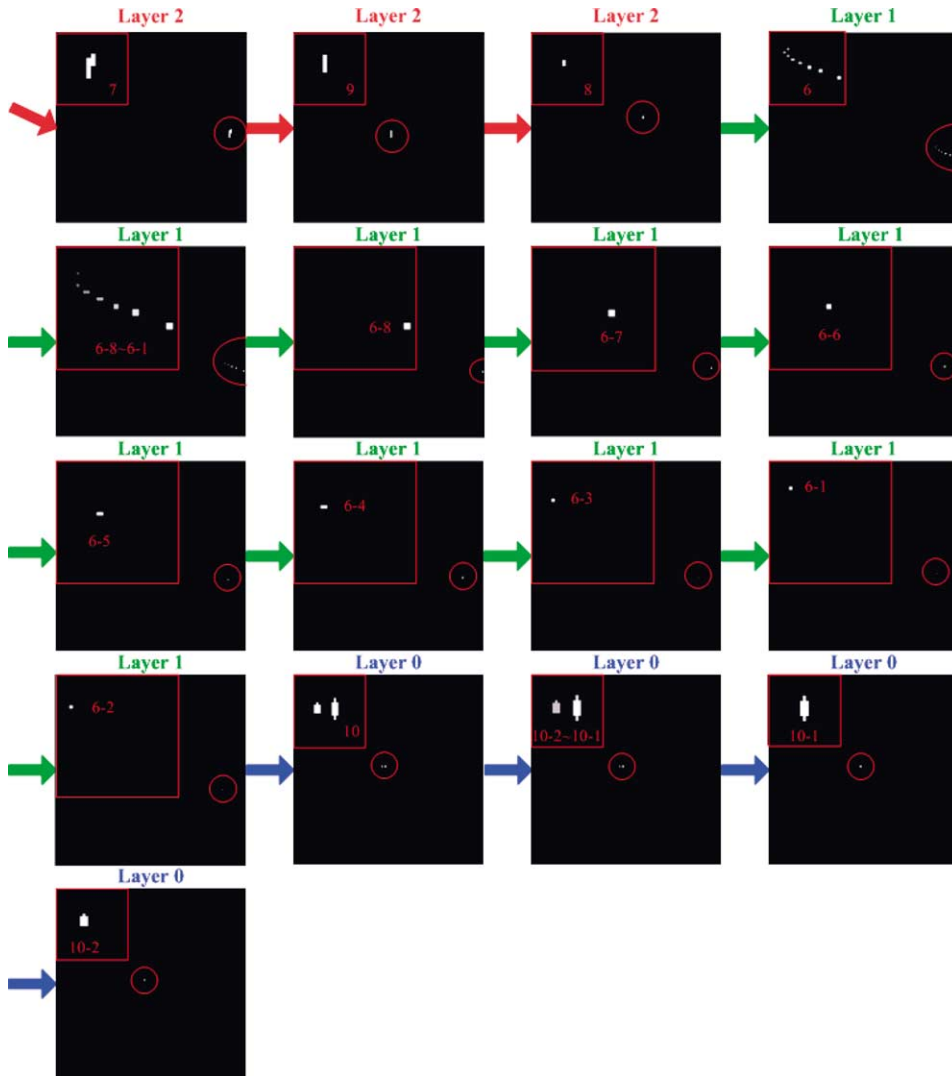 Layer 2
Layer 2
Layer 2
Layer 1
7
9
8
6
Layer 1
Layer 1
Layer 1
Layer 1
6-8~6-1
6-8
6-7
6-6
Layer 1
Layer 1
Layer 1
Layer 1
6-5
6-4
6-3
6-1
Layer 1
Layer 0
Layer 0
Layer 0
6-2
10
10-2~10-1
10-1
Layer 0
10-2